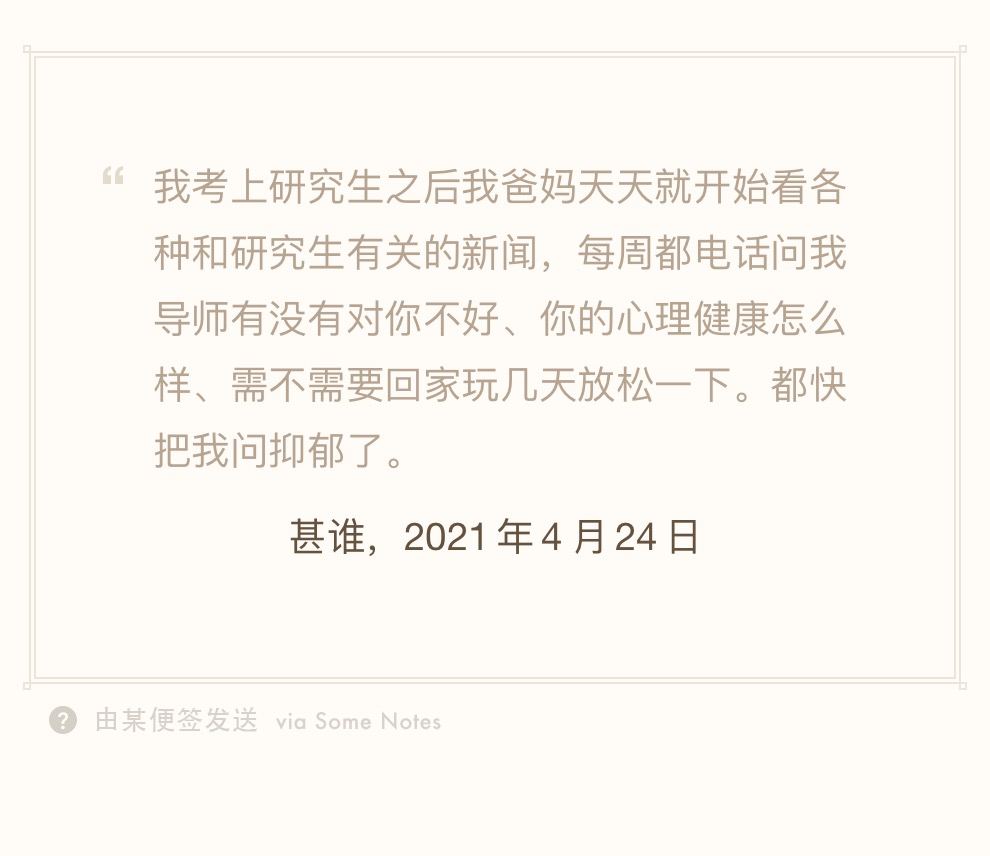 “ 我考上研究生之后我爸妈天天就开始看各
种和研究生有关的新闻，每周都电话问我
导师有没有对你不好、你的心理健康怎么
样、需不需要回家玩几天放松一下。都快
把我问抑郁了。
甚谁，2021 年 4 月 24 日
? 由某便签发送 via Some Notes